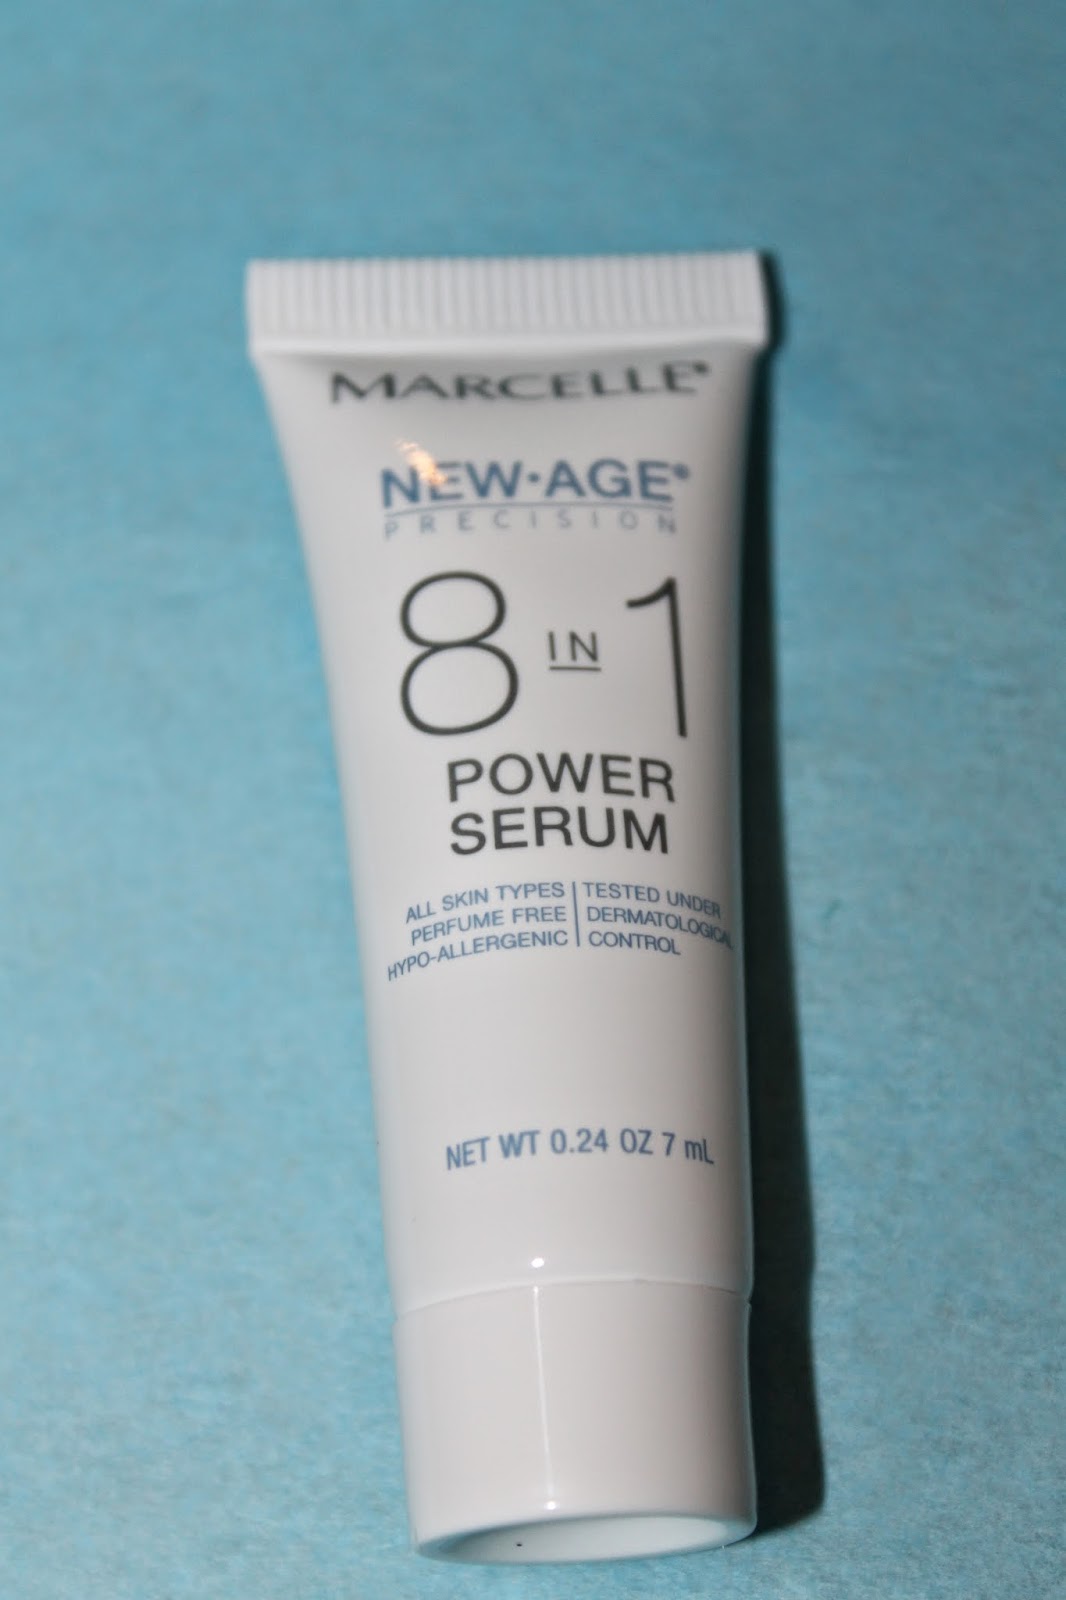 MARCELLE®
NEW•AGE®
PRECISION
8 IN 1
POWER
SERUM
ALL SKIN TYPES
PERFUME FREE
HYPO-ALLERGENIC
TESTED UNDER
DERMATOLOGICAL
CONTROL
NET WT 0.24 OZ 7 mL